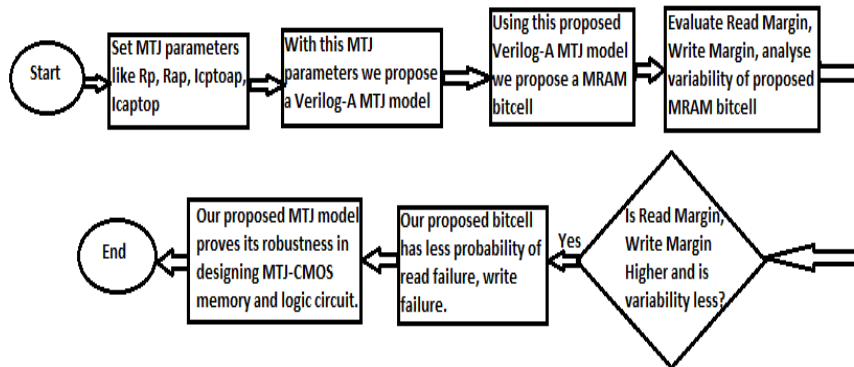 Start
Set MTJ parameters
like Rp, Rap, Icptoap,
Icaptop
With this MTJ
parameters we propose
a Verilog-A MTJ model
Using this proposed
Verilog-A MTJ model
we propose a MRAM
bitcell
Evaluate Read Margin,
Write Margin, analyse
variability of proposed
MRAM bitcell
Is Read Margin,
Write Margin
Higher and is
variability less?
Yes
Our proposed bitcell
has less probability of
read failure, write
failure.
Our proposed MTJ model
proves its robustness in
designing MTJ-CMOS
memory and logic circuit.
End